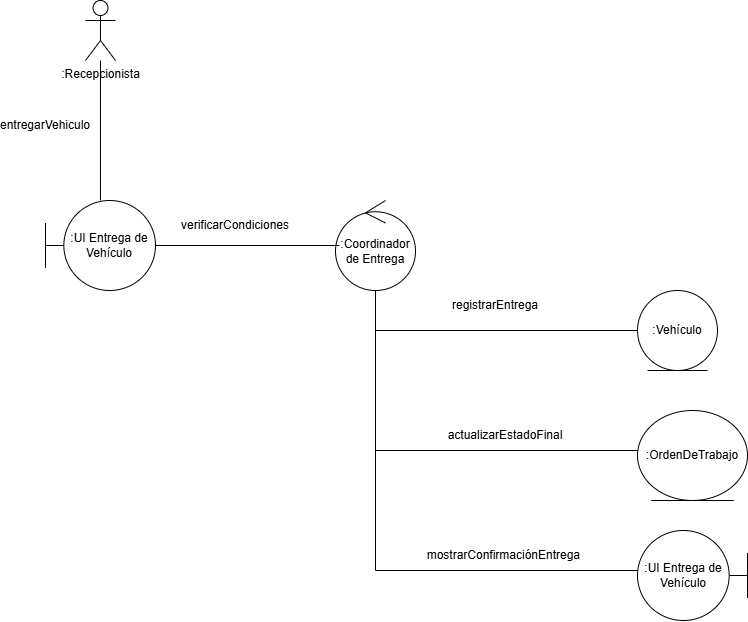 :Recepcionista
entregarVehiculo
:UI Entrega de
Vehículo
verificarCondiciones
:Coordinador
de Entrega
registrarEntrega
:Vehículo
actualizarEstadoFinal
:OrdenDeTrabajo
mostrarConfirmaciónEntrega
:UI Entrega de
Vehículo